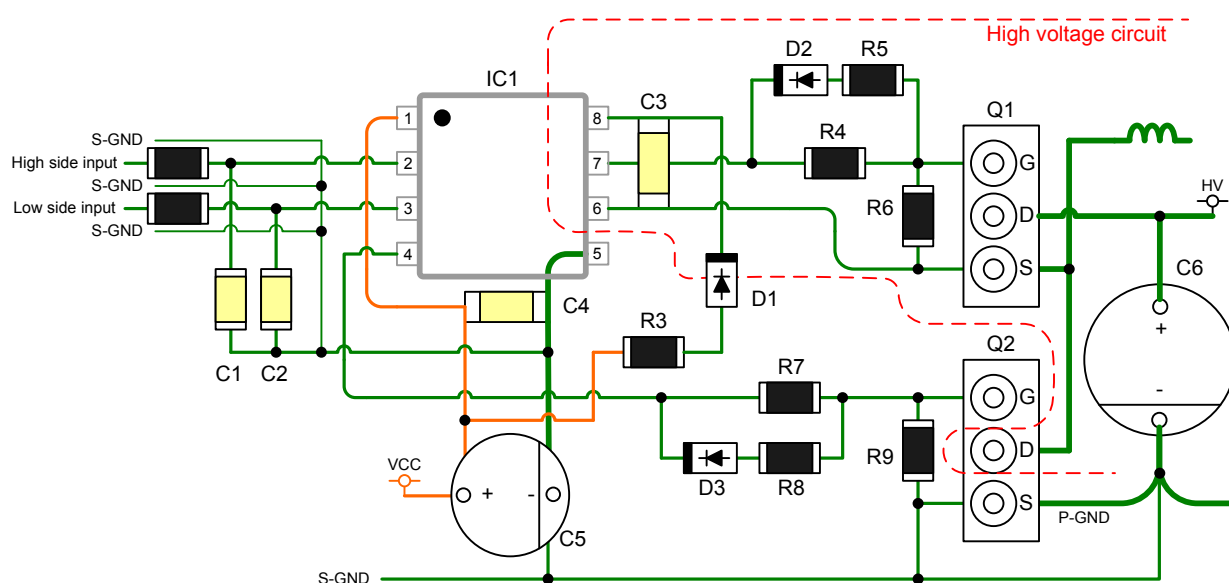 High voltage circuit
D2 R5
IC1
C3
Q1
1
8
S-GND
R4
High side input
2
7
G
S-GND
HV
Low side input
3
6
R6
D
S-GND
4
5
S
C6
C4
D1
+
R3
Q2
C1 C2
R7
-
G
R9
D
VCC
D3 R8
+ -
S
P-GND
C5
S-GND